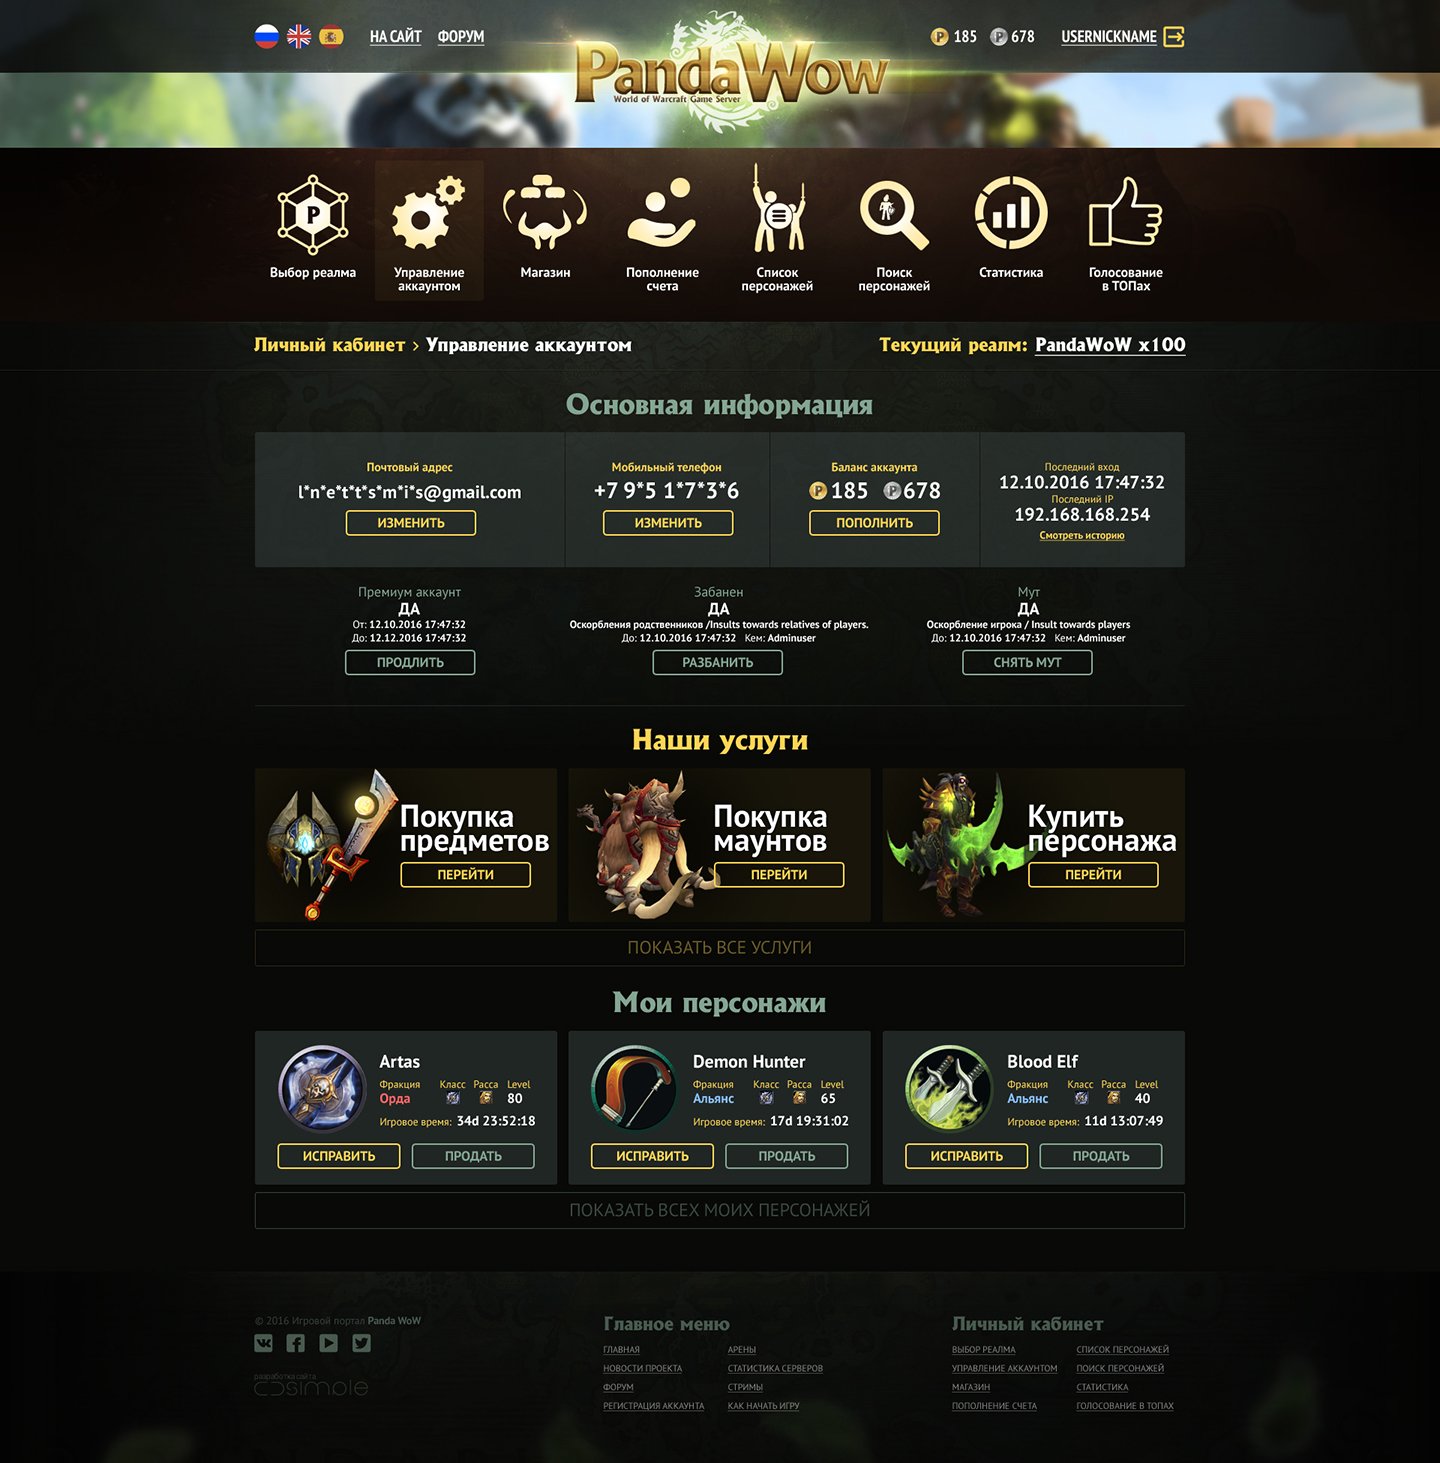 НА САЙТ ФОРУМ
185 678 USERNICKNAME
PandaWow
World of Warcraft Game Server
P
Выбор реалма
Управление
аккаунтом
Магазин
Пополнение
счета
Список
персонажей
Поиск
персонажей
Статистика
Голосование
в ТОПах
Личный кабинет › Управление аккаунтом
Текущий реалм: PandaWoW x100
Основная информация
Почтовый адрес
l*n*e*t*t*s*m*i*s@gmail.com
ИЗМЕНИТЬ
Мобильный телефон
+7 9*5 1*7*3*6
ИЗМЕНИТЬ
Баланс аккаунта
185 678
ПОПОЛНИТЬ
Последний вход
12.10.2016 17:47:32
Последний IP
192.168.168.254
Смотреть историю
Премиум аккаунт
ДА
От: 12.10.2016 17:47:32
До: 12.12.2016 17:47:32
ПРОДЛИТЬ
Забанен
ДА
Оскорбления родственников /Insults towards relatives of players.
До: 12.10.2016 17:47:32 Кем: Adminuser
РАЗБАНИТЬ
Мут
ДА
Оскорбление игрока / Insult towards players
До: 12.10.2016 17:47:32 Кем: Adminuser
СНЯТЬ МУТ
Наши услуги
Покупка
предметов
ПЕРЕЙТИ
Покупка
маунтов
ПЕРЕЙТИ
Купить
персонажа
ПЕРЕЙТИ
ПОКАЗАТЬ ВСЕ УСЛУГИ
Мои персонажи
Artas
Фракция Класс Расса Level
Орда 80
Игровое время: 34d 23:52:18
ИСПРАВИТЬ ПРОДАТЬ
Demon Hunter
Фракция Класс Расса Level
Альянс 65
Игровое время: 17d 19:31:02
ИСПРАВИТЬ ПРОДАТЬ
Blood Elf
Фракция Класс Расса Level
Альянс 40
Игровое время: 11d 13:07:49
ИСПРАВИТЬ ПРОДАТЬ
ПОКАЗАТЬ ВСЕХ МОИХ ПЕРСОНАЖЕЙ
© 2016 Игровой портал Panda WoW
разработка сайта
simple
Главное меню
ГЛАВНАЯ
НОВОСТИ ПРОЕКТА
ФОРУМ
РЕГИСТРАЦИЯ АККАУНТА
АРЕНЫ
СТАТИСТИКА СЕРВЕРОВ
СТРИМЫ
КАК НАЧАТЬ ИГРУ
Личный кабинет
ВЫБОР РЕАЛМА
УПРАВЛЕНИЕ АККАУНТОМ
МАГАЗИН
ПОПОЛНЕНИЕ СЧЕТА
СПИСОК ПЕРСОНАЖЕЙ
ПОИСК ПЕРСОНАЖЕЙ
СТАТИСТИКА
ГОЛОСОВАНИЕ В ТОПАХ